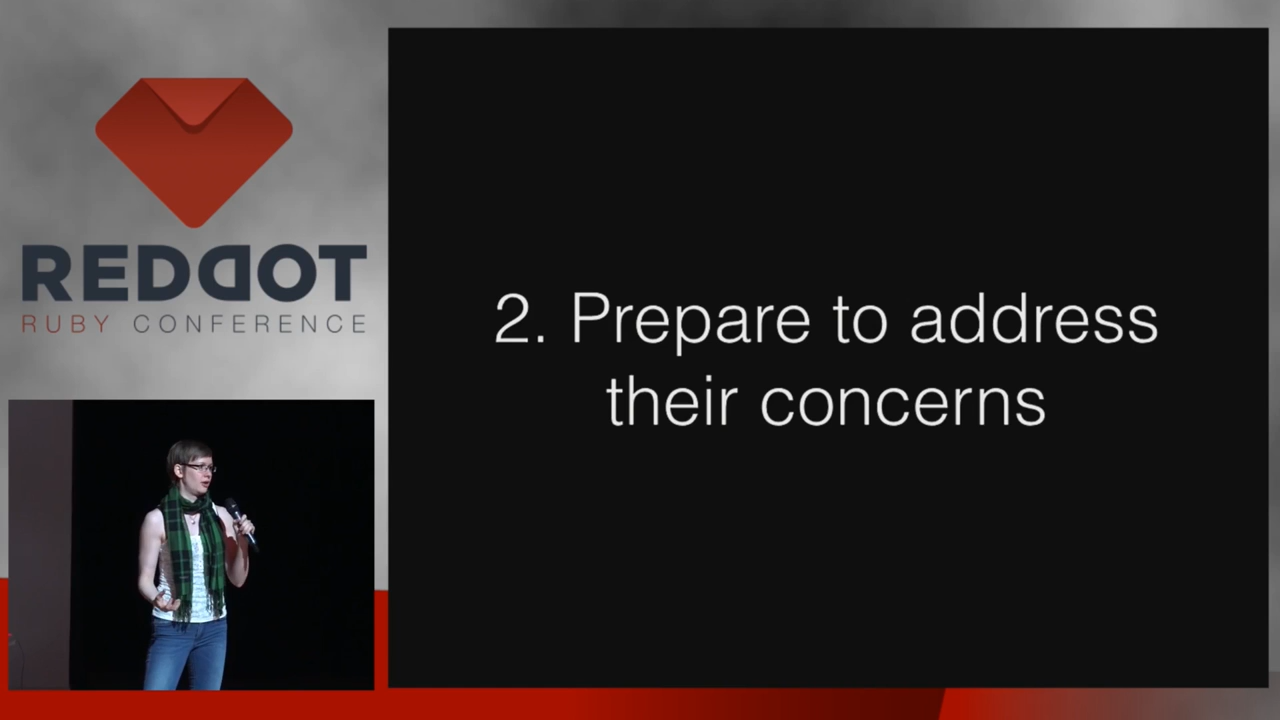 REDDOT
RUBY CONFERENCE
2. Prepare to address
their concerns